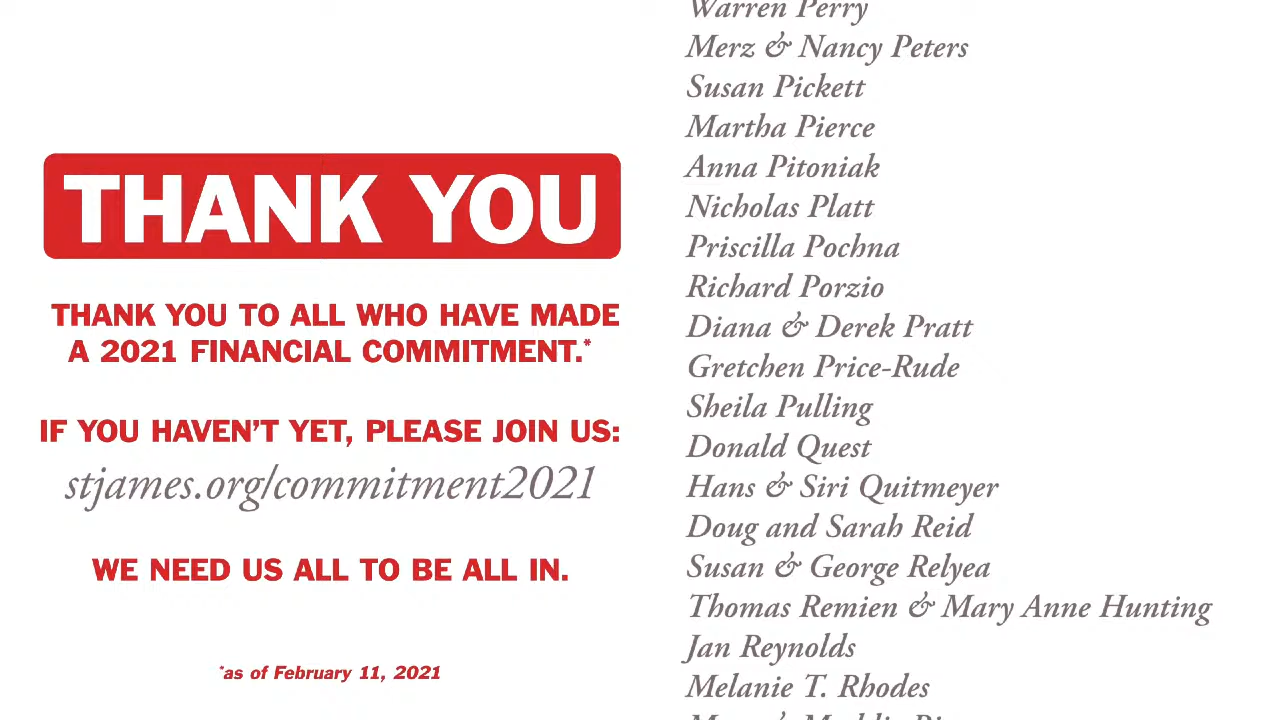 THANK YOU
THANK YOU TO ALL WHO HAVE MADE
A 2021 FINANCIAL COMMITMENT.*
IF YOU HAVEN'T YET, PLEASE JOIN US:
stjames.org/commitment2021
WE NEED US ALL TO BE ALL IN.
*as of February 11, 2021
Warren Perry
Merz & Nancy Peters
Susan Pickett
Martha Pierce
Anna Pitoniak
Nicholas Platt
Priscilla Pochna
Richard Porzio
Diana & Derek Pratt
Gretchen Price-Rude
Sheila Pulling
Donald Quest
Hans & Siri Quitmeyer
Doug and Sarah Reid
Susan & George Relyea
Thomas Remien & Mary Anne Hunting
Jan Reynolds
Melanie T. Rhodes